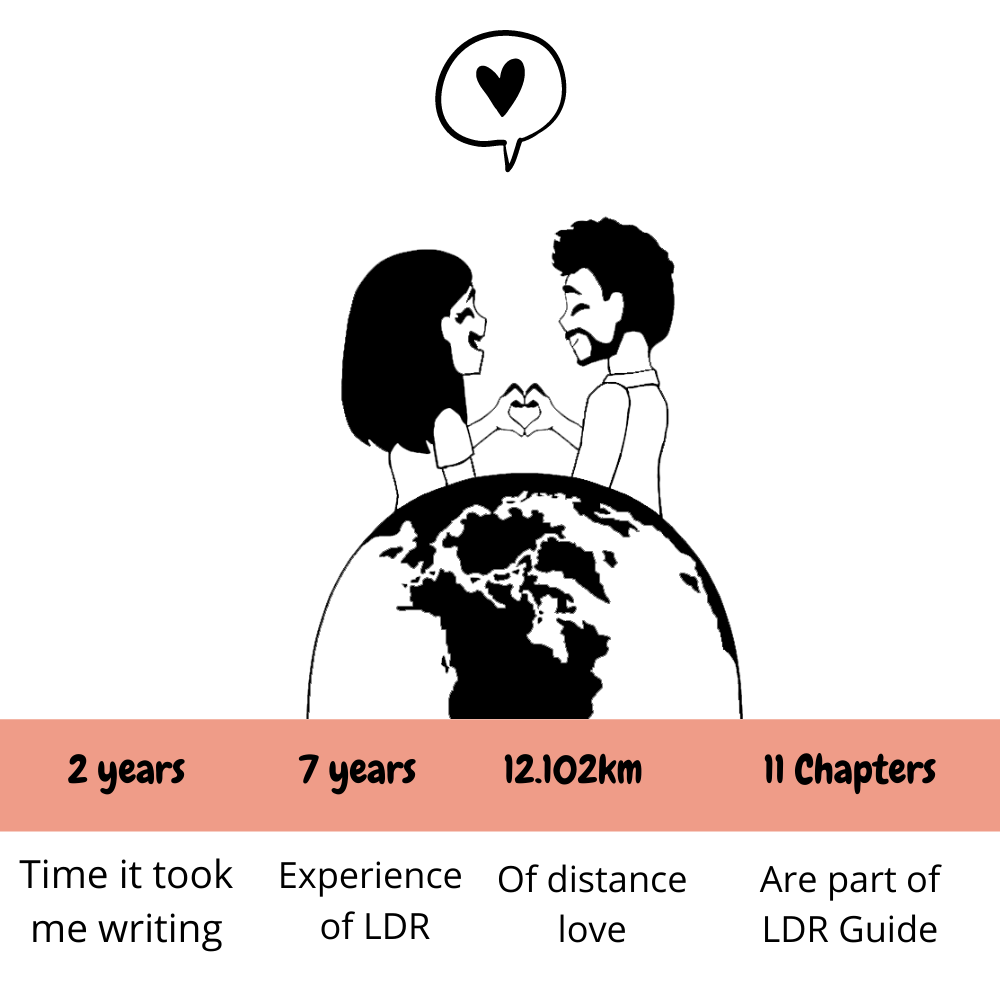 2 years
7 years
12.102km
11 Chapters
Time it took
me writing
Experience
of LDR
Of distance
love
Are part of
LDR Guide